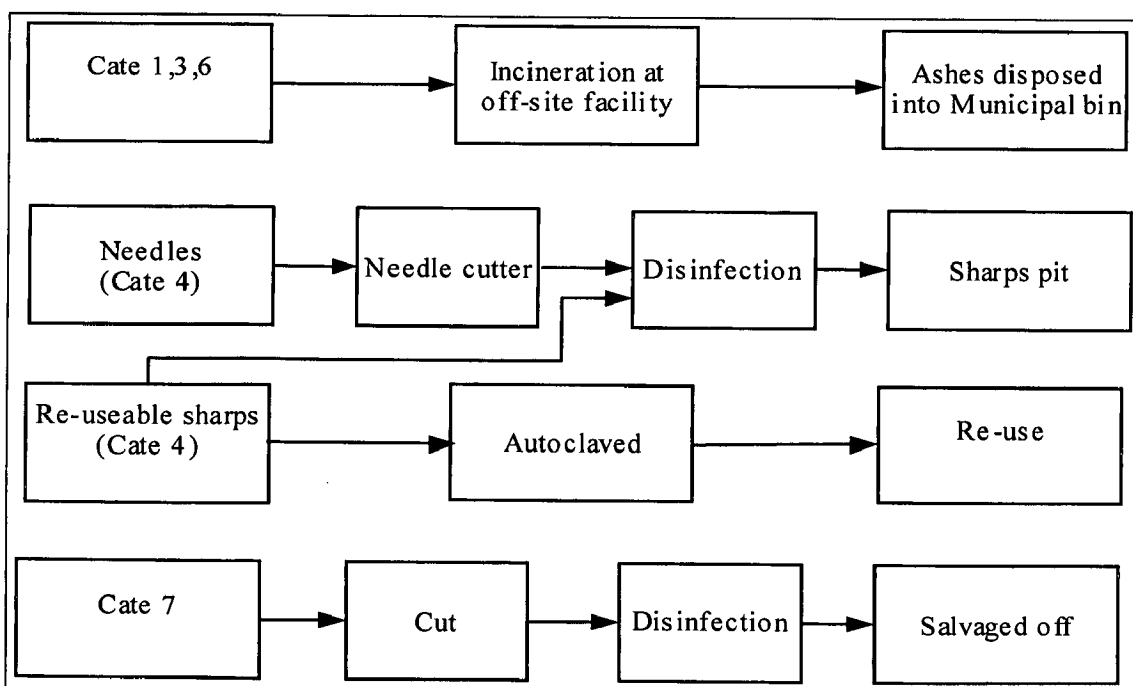 Cate 1,3,6
Incineration at
off-site facility
Ashes disposed
into Municipal bin
Needles
(Cate 4)
Needle cutter
Disinfection
Sharps pit
Re-useable sharps
(Cate 4)
Autoclaved
Re-use
Cate 7
Cut
Disinfection
Salvaged off